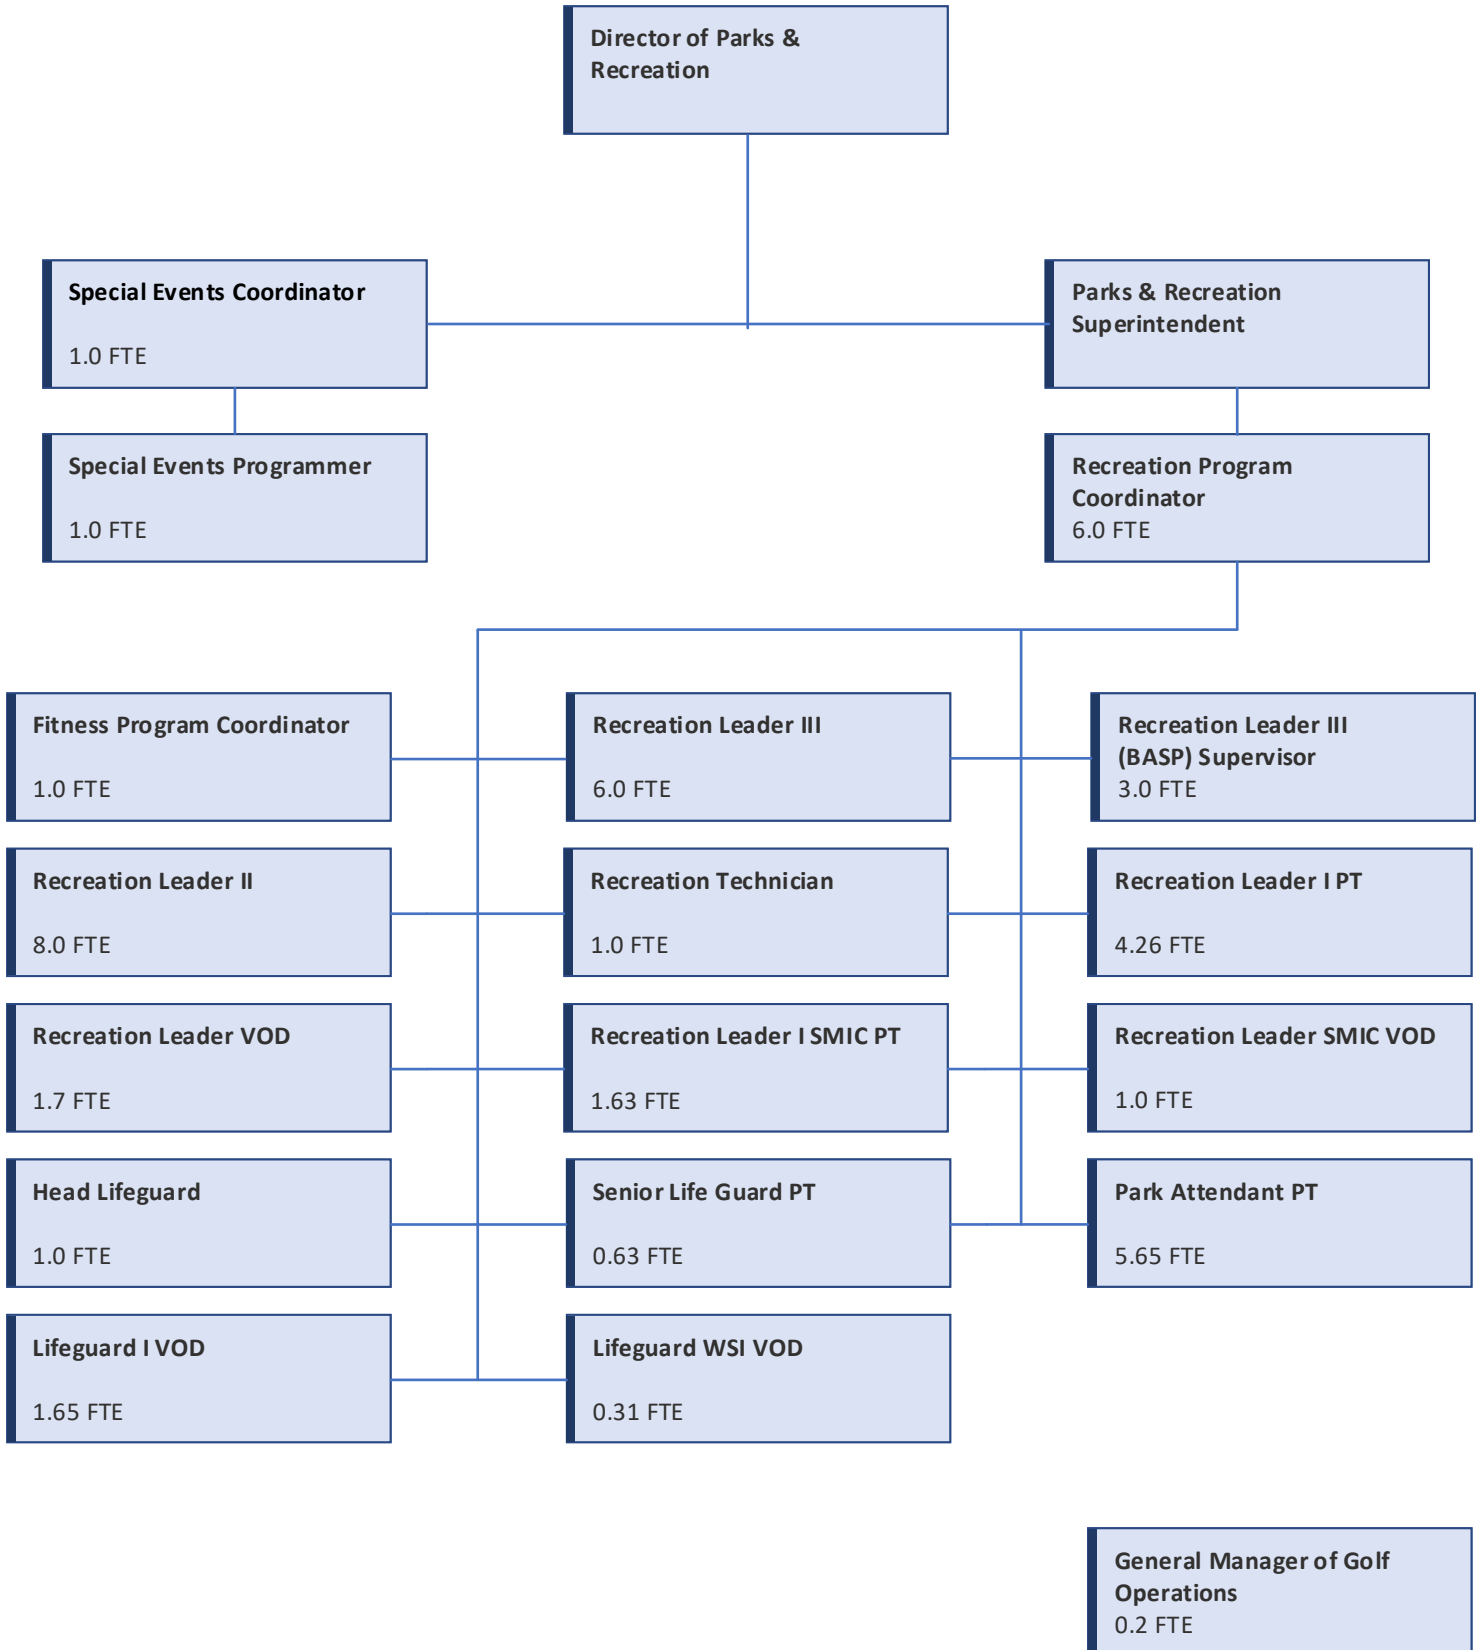 Director of Parks &
Recreation
Special Events Coordinator
1.0 FTE
Parks & Recreation
Superintendent
Special Events Programmer
1.0 FTE
Recreation Program
Coordinator
6.0 FTE
Fitness Program Coordinator
1.0 FTE
Recreation Leader III
6.0 FTE
Recreation Leader III
(BASP) Supervisor
3.0 FTE
Recreation Leader II
8.0 FTE
Recreation Technician
1.0 FTE
Recreation Leader I PT
4.26 FTE
Recreation Leader VOD
1.7 FTE
Recreation Leader I SMIC PT
1.63 FTE
Recreation Leader SMIC VOD
1.0 FTE
Head Lifeguard
1.0 FTE
Senior Life Guard PT
0.63 FTE
Park Attendant PT
5.65 FTE
Lifeguard I VOD
1.65 FTE
Lifeguard WSI VOD
0.31 FTE
General Manager of Golf
Operations
0.2 FTE